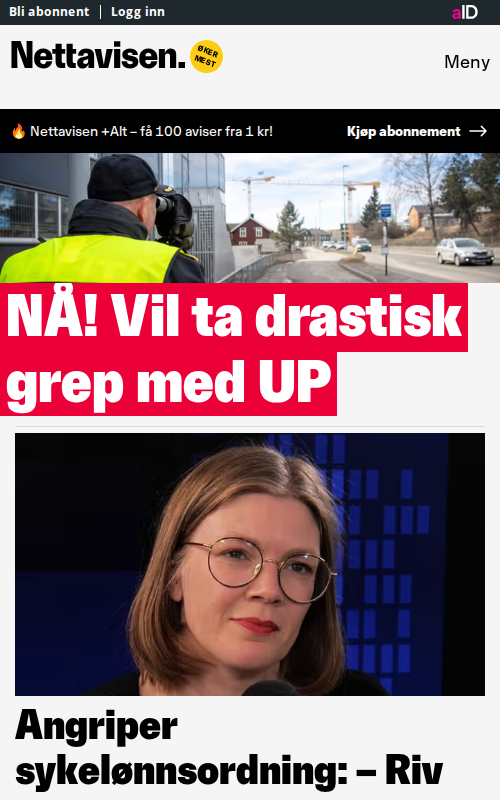 Bli abonnent | Logg inn
aID
Nettavisen.
ØKER
MEST
Meny
🔥 Nettavisen +Alt – få 100 aviser fra 1 kr!
Kjøp abonnement →
NÅ! Vil ta drastisk
grep med UP
Angriper
sykelønnsordning: – Riv